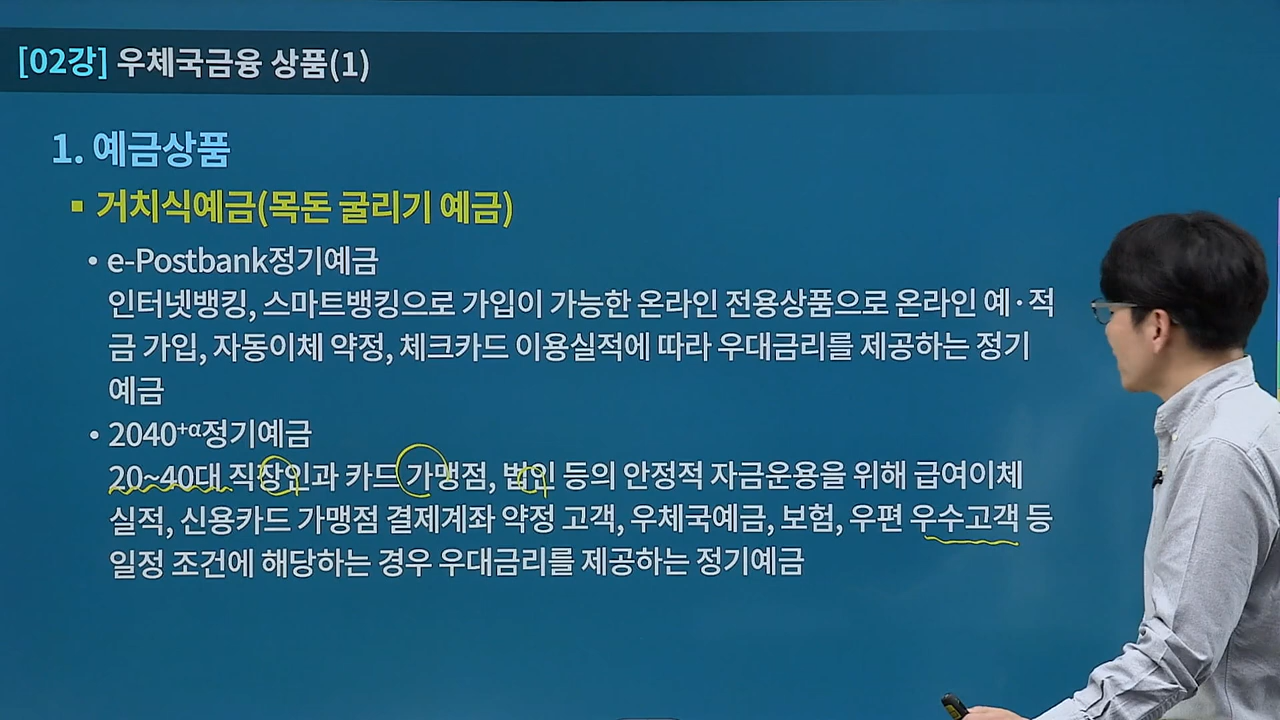 [02강] 우체국금융 상품(1)
1. 예금상품
▪ 거치식예금(목돈 굴리기 예금)
• e-Postbank정기예금
인터넷뱅킹, 스마트뱅킹으로 가입이 가능한 온라인 전용상품으로 온라인 예·적
금 가입, 자동이체 약정, 체크카드 이용실적에 따라 우대금리를 제공하는 정기
예금
• 2040⁺ᵅ정기예금
20~40대 직장인과 카드 가맹점, 법인 등의 안정적 자금운용을 위해 급여이체
실적, 신용카드 가맹점 결제계좌 약정 고객, 우체국예금, 보험, 우편 우수고객 등
일정 조건에 해당하는 경우 우대금리를 제공하는 정기예금